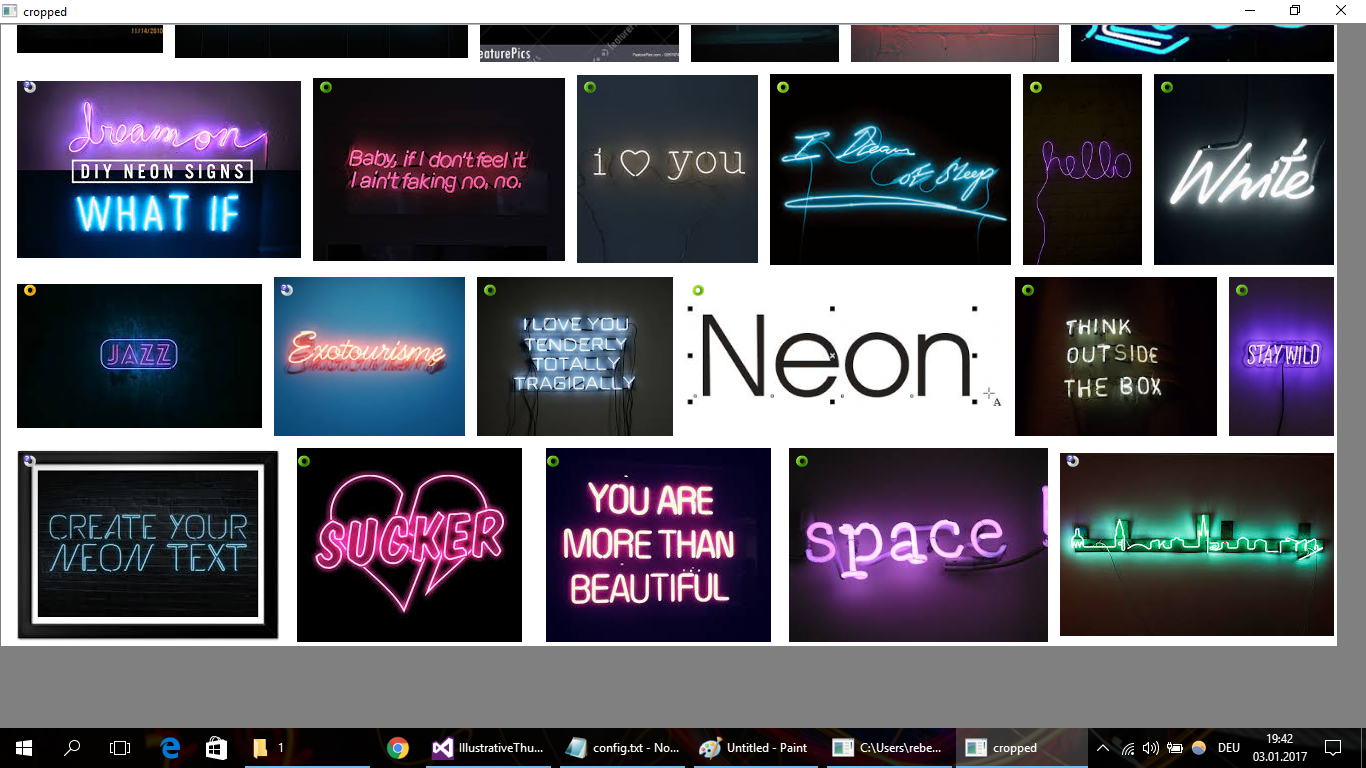 cropped
11/14/2010
eaturePics
dream on
DIY NEON SIGNS
WHAT IF
Baby, if I don't feel it
I ain't faking no, no.
i ♡ you
I Dream
of Sleep
hello
White
JAZZ
Exotourisme
I LOVE YOU
TENDERLY
TOTALLY
TRAGICALLY
Neon
A
THINK
OUTSIDE
THE BOX
STAY WILD
CREATE YOUR
NEON TEXT
SUCKER
YOU ARE
MORE THAN
BEAUTIFUL
space
1
IllustrativeThu...
config.txt - No...
Untitled - Paint
C:\Users\rebe...
cropped
DEU
19:42
03.01.2017